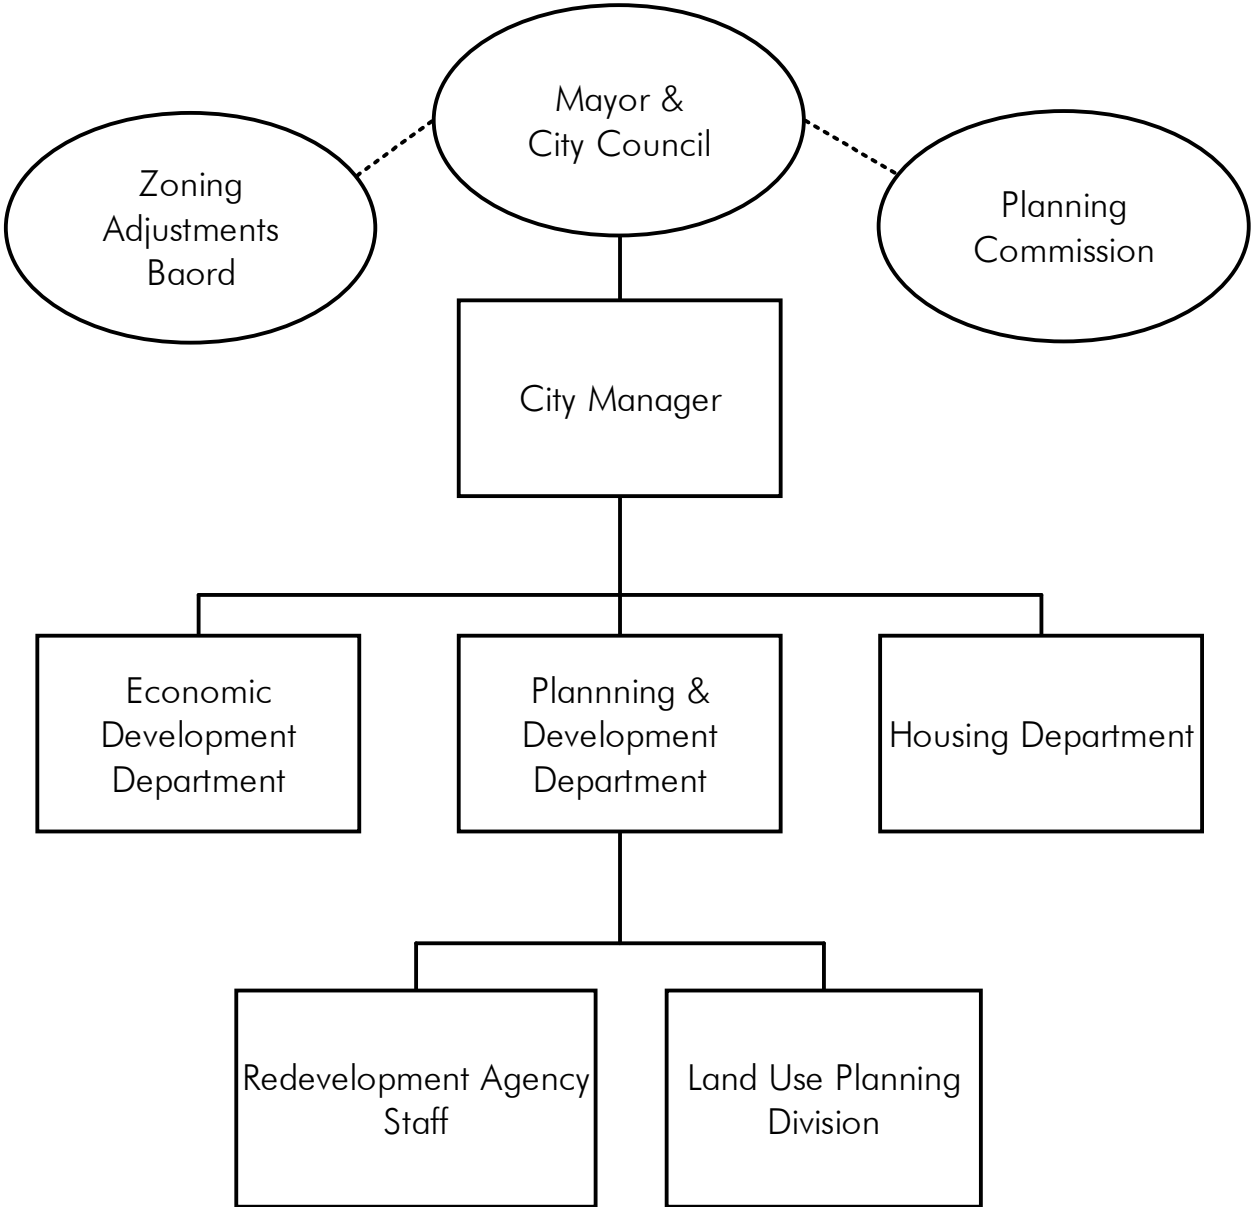 Mayor &
City Council
Zoning
Adjustments
Baord
Planning
Commission
City Manager
Economic
Development
Department
Plannning &
Development
Department
Housing Department
Redevelopment Agency
Staff
Land Use Planning
Division